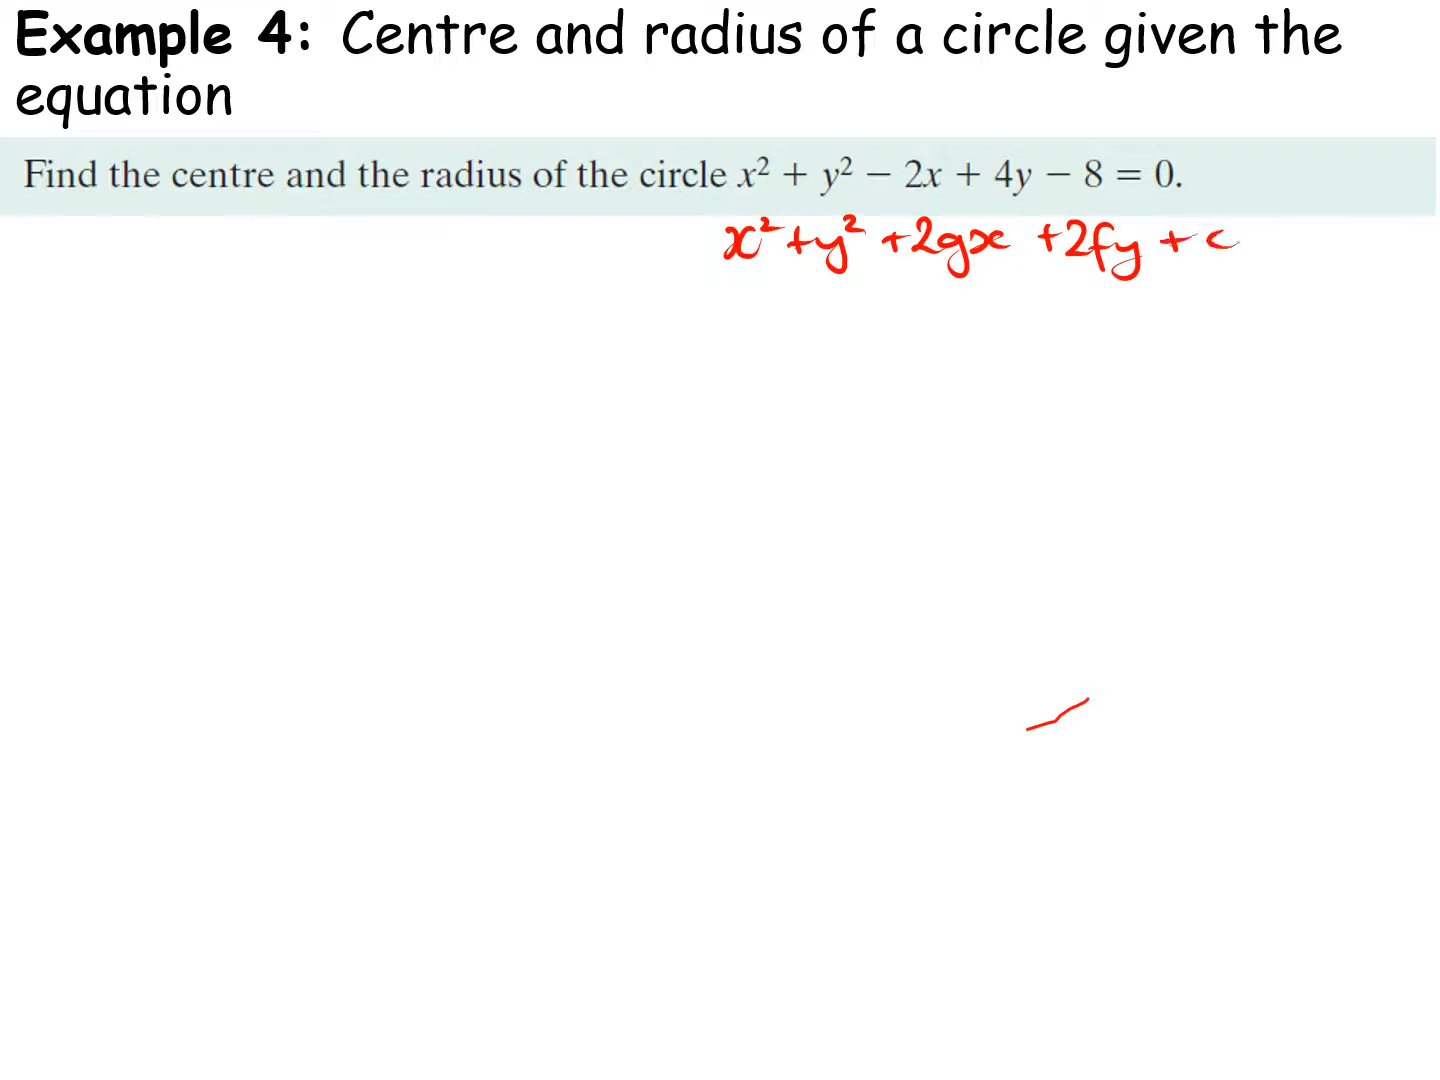 Example 4: Centre and radius of a circle given the
equation
Find the centre and the radius of the circle x² + y² − 2x + 4y − 8 = 0.
x² + y² + 2gx + 2fy + c